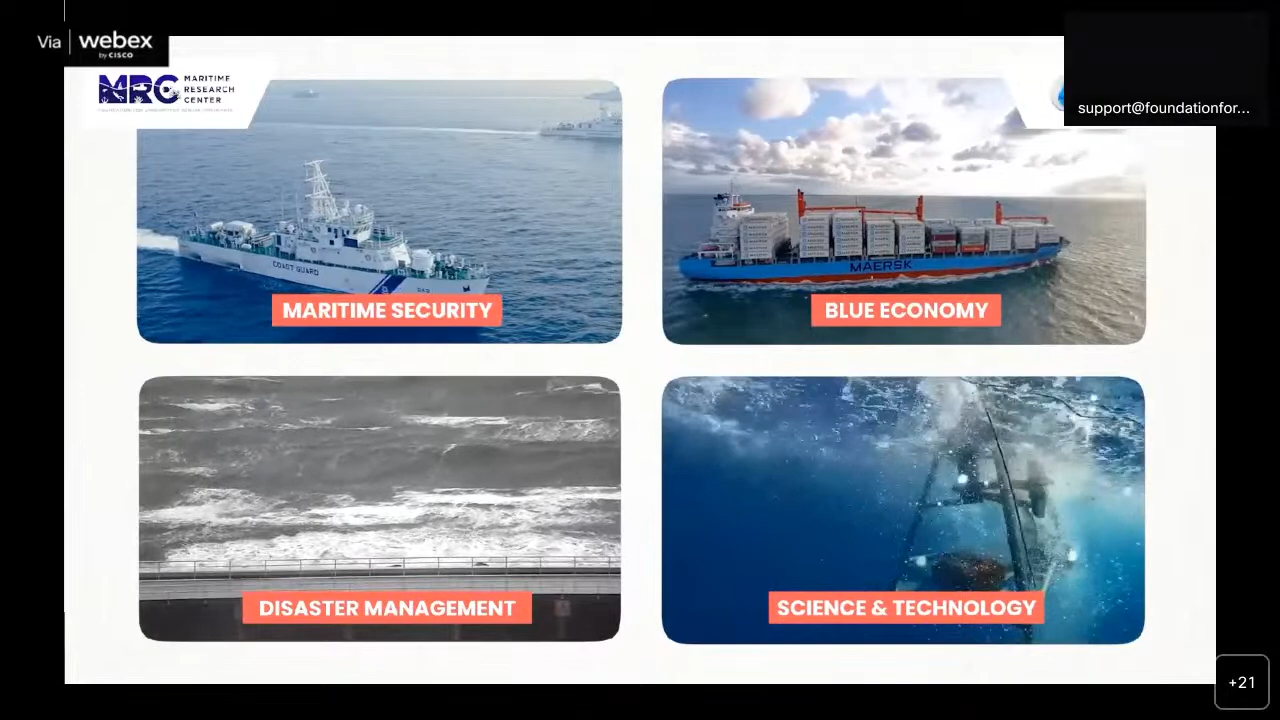 Via webex
by CISCO
support@foundationfor...
MRC MARITIME
RESEARCH
CENTER
COAST GUARD
MAERSK
MARITIME SECURITY
BLUE ECONOMY
DISASTER MANAGEMENT
SCIENCE & TECHNOLOGY
+21